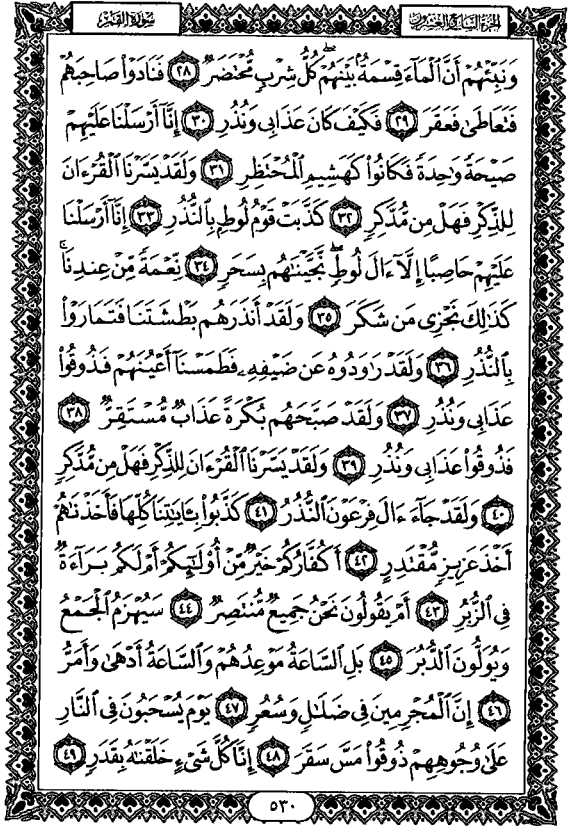 الجزء السابع والعشرون
سورة القمر
وَنَبِّئْهُمْ أَنَّ ٱلْمَآءَ قِسْمَةٌۢ بَيْنَهُمْ ۖ كُلُّ شِرْبٍ مُّحْتَضَرٌ ﴿٢٨﴾ فَنَادَوْا۟ صَاحِبَهُمْ
فَتَعَاطَىٰ فَعَقَرَ ﴿٢٩﴾ فَكَيْفَ كَانَ عَذَابِى وَنُذُرِ ﴿٣٠﴾ إِنَّآ أَرْسَلْنَا عَلَيْهِمْ
صَيْحَةً وَٰحِدَةً فَكَانُوا۟ كَهَشِيمِ ٱلْمُحْتَظِرِ ﴿٣١﴾ وَلَقَدْ يَسَّرْنَا ٱلْقُرْءَانَ
لِلذِّكْرِ فَهَلْ مِن مُّدَّكِرٍ ﴿٣٢﴾ كَذَّبَتْ قَوْمُ لُوطٍۭ بِٱلنُّذُرِ ﴿٣٣﴾ إِنَّآ أَرْسَلْنَا
عَلَيْهِمْ حَاصِبًا إِلَّآ ءَالَ لُوطٍ ۖ نَّجَّيْنَٰهُم بِسَحَرٍ ﴿٣٤﴾ نِّعْمَةً مِّنْ عِندِنَا ۚ
كَذَٰلِكَ نَجْزِى مَن شَكَرَ ﴿٣٥﴾ وَلَقَدْ أَنذَرَهُم بَطْشَتَنَا فَتَمَارَوْا۟
بِٱلنُّذُرِ ﴿٣٦﴾ وَلَقَدْ رَٰوَدُوهُ عَن ضَيْفِهِۦ فَطَمَسْنَآ أَعْيُنَهُمْ فَذُوقُوا۟
عَذَابِى وَنُذُرِ ﴿٣٧﴾ وَلَقَدْ صَبَّحَهُم بُكْرَةً عَذَابٌ مُّسْتَقِرٌّ ﴿٣٨﴾
فَذُوقُوا۟ عَذَابِى وَنُذُرِ ﴿٣٩﴾ وَلَقَدْ يَسَّرْنَا ٱلْقُرْءَانَ لِلذِّكْرِ فَهَلْ مِن مُّدَّكِرٍ
﴿٤٠﴾ وَلَقَدْ جَآءَ ءَالَ فِرْعَوْنَ ٱلنُّذُرُ ﴿٤١﴾ كَذَّبُوا۟ بِـَٔايَٰتِنَا كُلِّهَا فَأَخَذْنَٰهُمْ
أَخْذَ عَزِيزٍ مُّقْتَدِرٍ ﴿٤٢﴾ أَكُفَّارُكُمْ خَيْرٌ مِّنْ أُو۟لَٰٓئِكُمْ أَمْ لَكُم بَرَآءَةٌ
فِى ٱلزُّبُرِ ﴿٤٣﴾ أَمْ يَقُولُونَ نَحْنُ جَمِيعٌ مُّنتَصِرٌ ﴿٤٤﴾ سَيُهْزَمُ ٱلْجَمْعُ
وَيُوَلُّونَ ٱلدُّبُرَ ﴿٤٥﴾ بَلِ ٱلسَّاعَةُ مَوْعِدُهُمْ وَٱلسَّاعَةُ أَدْهَىٰ وَأَمَرُّ
﴿٤٦﴾ إِنَّ ٱلْمُجْرِمِينَ فِى ضَلَٰلٍ وَسُعُرٍ ﴿٤٧﴾ يَوْمَ يُسْحَبُونَ فِى ٱلنَّارِ
عَلَىٰ وُجُوهِهِمْ ذُوقُوا۟ مَسَّ سَقَرَ ﴿٤٨﴾ إِنَّا كُلَّ شَىْءٍ خَلَقْنَٰهُ بِقَدَرٍ ﴿٤٩﴾
٥٣٠